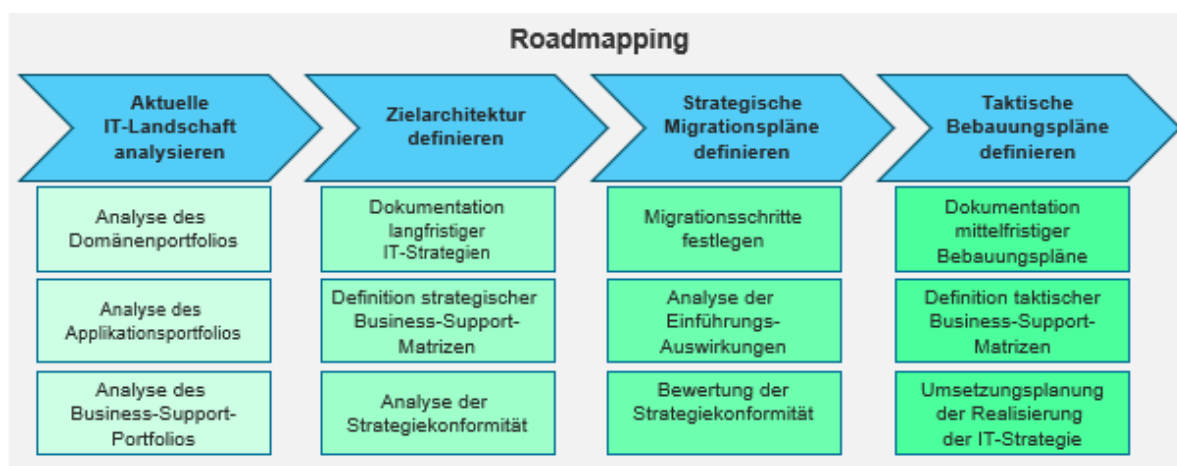 Roadmapping
Aktuelle
IT-Landschaft
analysieren
Zielarchitektur
definieren
Strategische
Migrationspläne
definieren
Taktische
Bebauungspläne
definieren
Analyse des
Domänenportfolios
Dokumentation
langfristiger
IT-Strategien
Migrationsschritte
festlegen
Dokumentation
mittelfristiger
Bebauungspläne
Analyse des
Applikationsportfolios
Definition strategischer
Business-Support-
Matrizen
Analyse der
Einführungs-
Auswirkungen
Definition taktischer
Business-Support-
Matrizen
Analyse des
Business-Support-
Portfolios
Analyse der
Strategiekonformität
Bewertung der
Strategiekonformität
Umsetzungsplanung
der Realisierung
der IT-Strategie